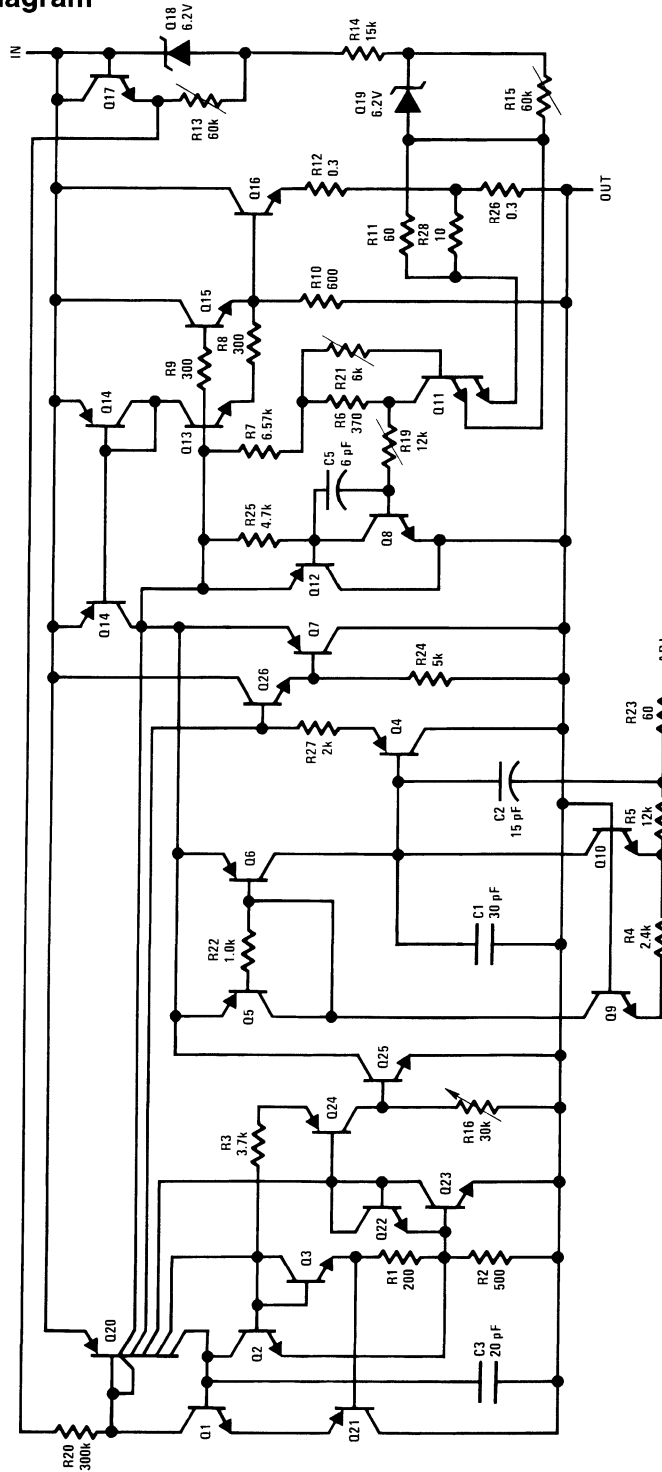 agram
IN
Q18
6.2V
Q17
R13
60k
R14
15k
Q19
6.2V
R15
60k
R12
0.3
Q16
R11
60
R28
10
R26
0.3
OUT
Q15
R10
600
R9
300
R8
300
Q14
Q13
R21
6k
R7
6.57k
R6
370
Q11
R19
12k
C5
6 pF
R25
4.7k
Q8
Q12
Q14
Q7
Q26
R24
5k
R27
2k
Q4
R23
60
C2
15 pF
R5
12k
Q6
Q10
C1
30 pF
R22
1.0k
R4
2.4k
Q5
Q9
Q25
Q24
R3
3.7k
R16
30k
Q23
Q22
Q3
R1
200
R2
500
Q20
Q2
C3
20 pF
Q1
Q21
R20
300k